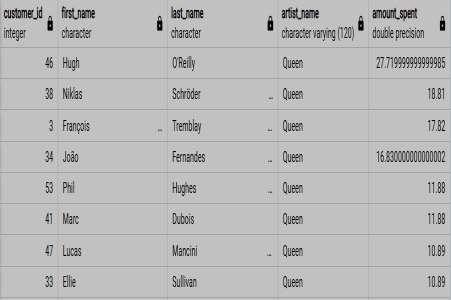 customer_id first_name last_name artist_name amount_spent
integer character character character varying (120) double precision
46 Hugh O'Reilly Queen 27.719999999999985
38 Niklas Schröder ... Queen 18.81
3 François ... Tremblay ... Queen 17.82
34 João Fernandes ... Queen 16.830000000000002
53 Phil Hughes ... Queen 11.88
41 Marc Dubois Queen 11.88
47 Lucas Mancini ... Queen 10.89
33 Ellie Sullivan Queen 10.89